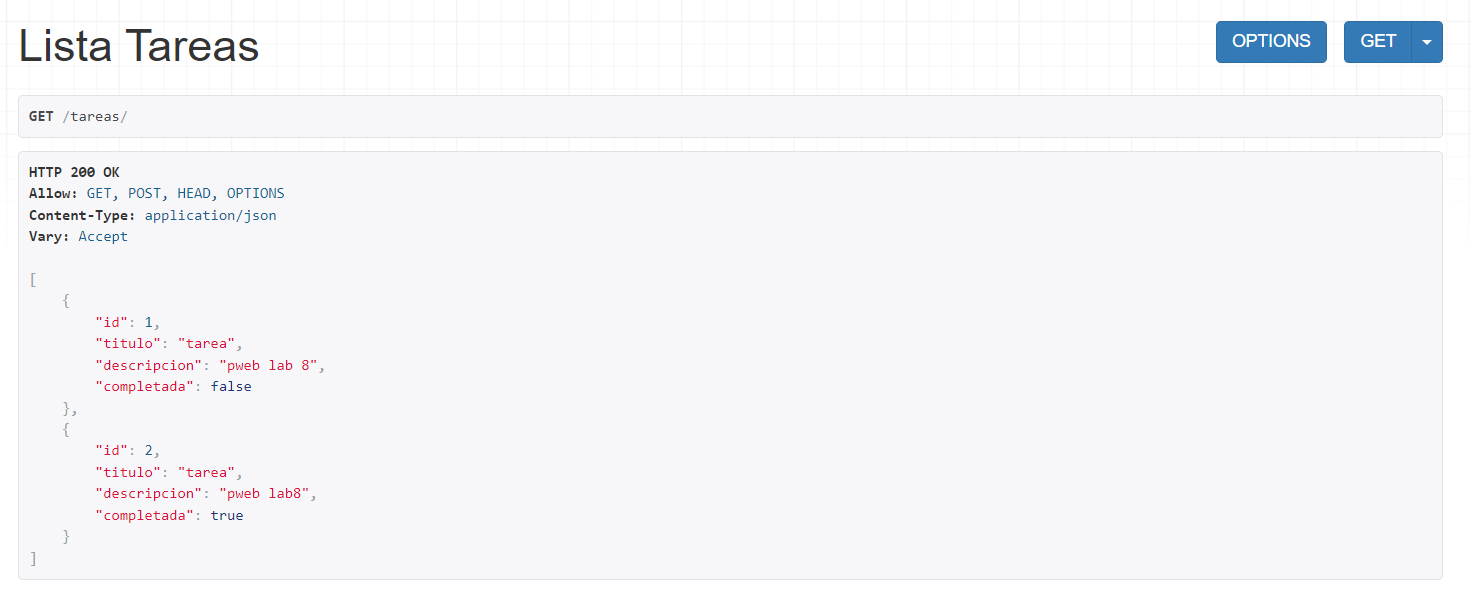 Lista Tareas
OPTIONS
GET
GET /tareas/
HTTP 200 OK
Allow: GET, POST, HEAD, OPTIONS
Content-Type: application/json
Vary: Accept
[
    {
        "id": 1,
        "titulo": "tarea",
        "descripcion": "pweb lab 8",
        "completada": false
    },
    {
        "id": 2,
        "titulo": "tarea",
        "descripcion": "pweb lab8",
        "completada": true
    }
]